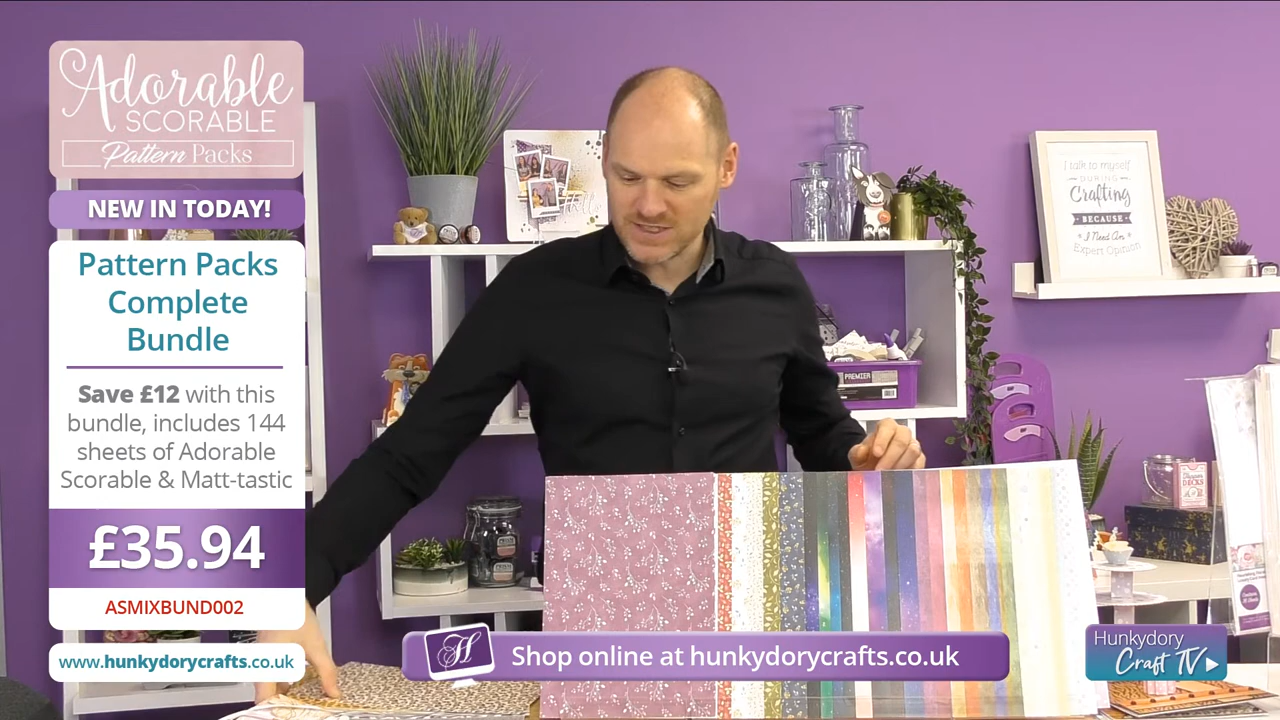 Adorable
SCORABLE
Pattern Packs
NEW IN TODAY!
Pattern Packs
Complete
Bundle
Save £12 with this
bundle, includes 144
sheets of Adorable
Scorable & Matt-tastic
£35.94
ASMIXBUND002
www.hunkydorycrafts.co.uk
I talk to myself
DURING
Crafting
BECAUSE
I Need An
Expert Opinion
PREMIER
H
Shop online at hunkydorycrafts.co.uk
Hunkydory
Craft TV